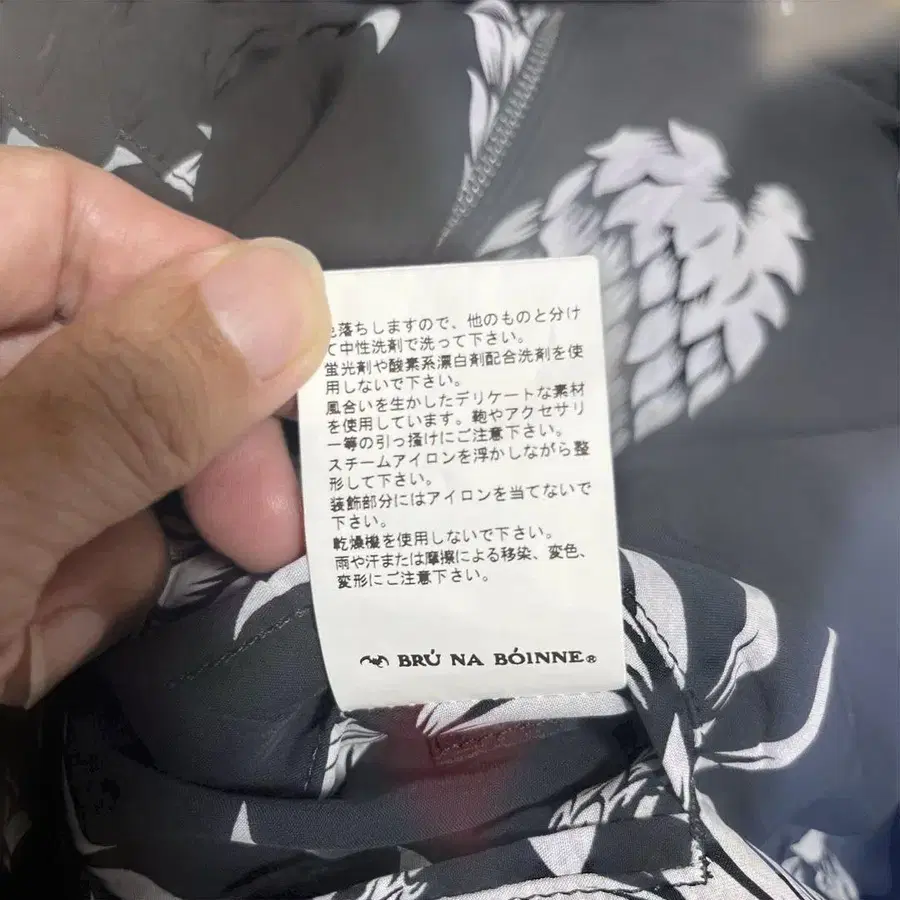 色落ちしますので、他のものと分け
て中性洗剤で洗って下さい。
蛍光剤や酸素系漂白剤配合洗剤を使
用しないで下さい。
風合いを生かしたデリケートな素材
を使用しています。鞄やアクセサリ
ー等の引っ掻けにご注意下さい。
スチームアイロンを浮かしながら整
形して下さい。
装飾部分にはアイロンを当てないで
下さい。
乾燥機を使用しないで下さい。
雨や汗または摩擦による移染、変色、
変形にご注意下さい。
BRÚ NA BÓINNE®